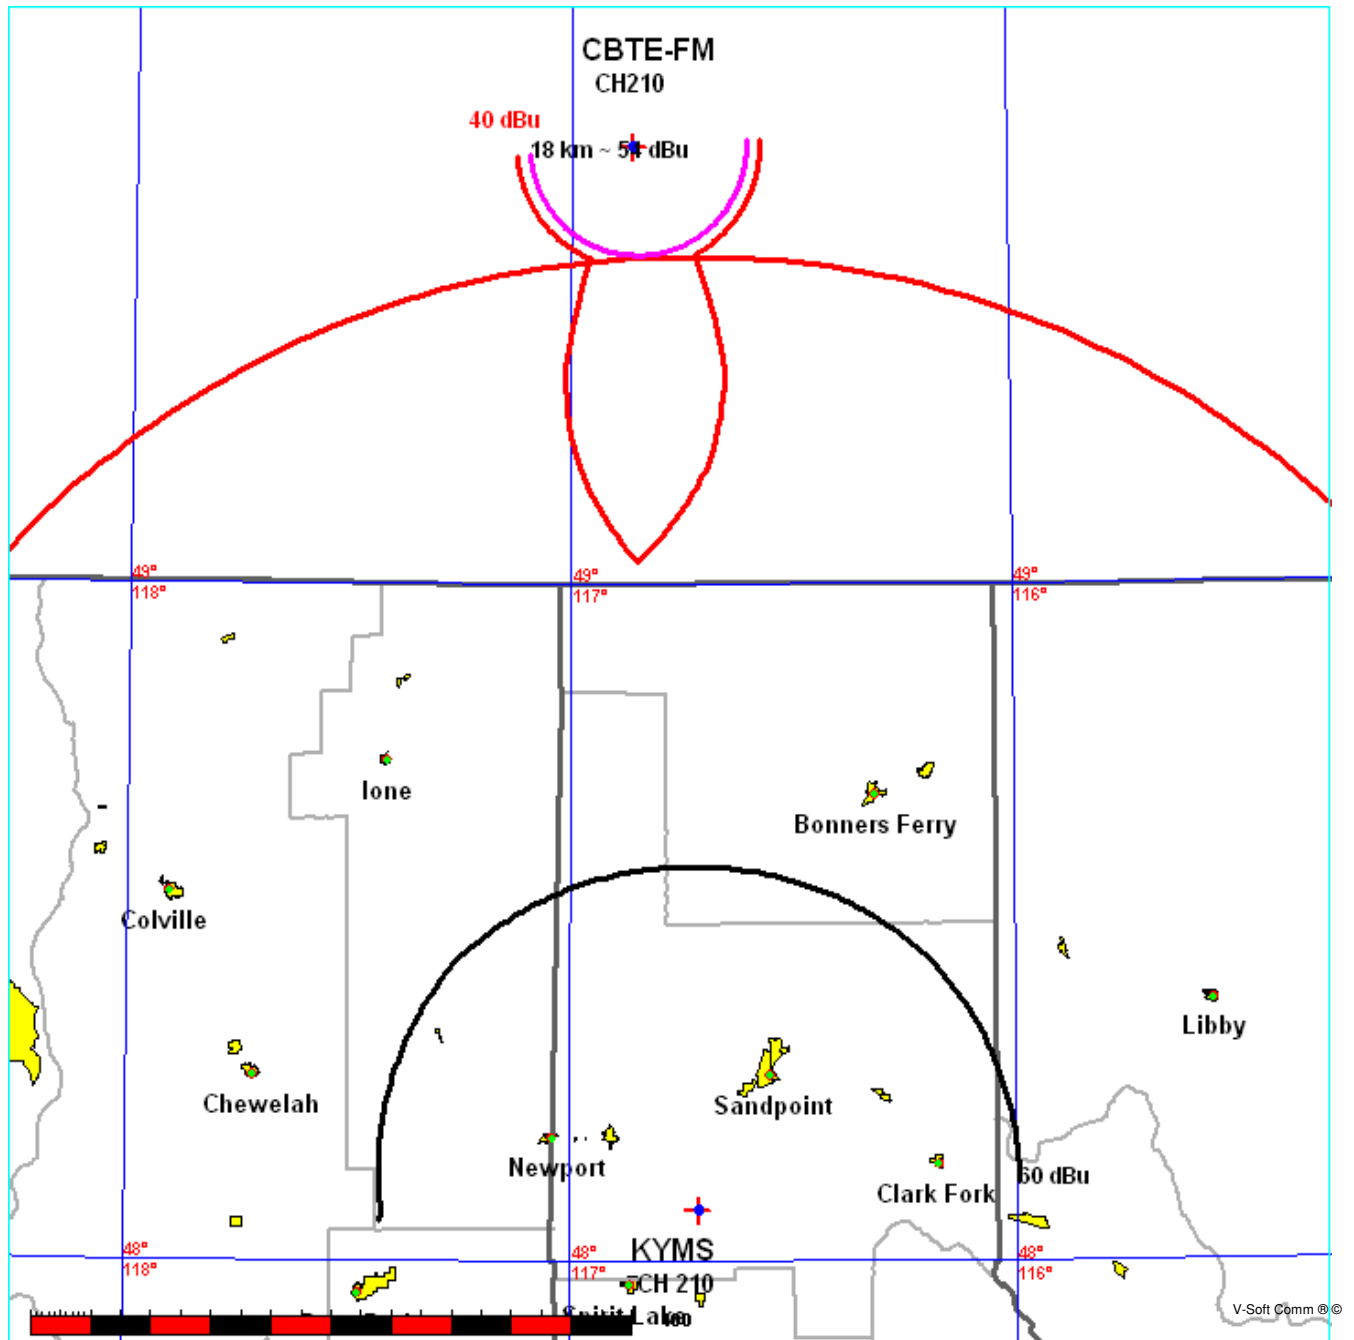 CBTE-FM
CH210
40 dBu
18 km ~ 54 dBu
49°
118°
49°
117°
49°
116°
Ione
Bonners Ferry
Colville
Libby
Chewelah
Sandpoint
Newport
Clark Fork
60 dBu
KYMS
CH 210
48°
118°
48°
117°
48°
116°
Spirit Lake
V-Soft Comm ® ©